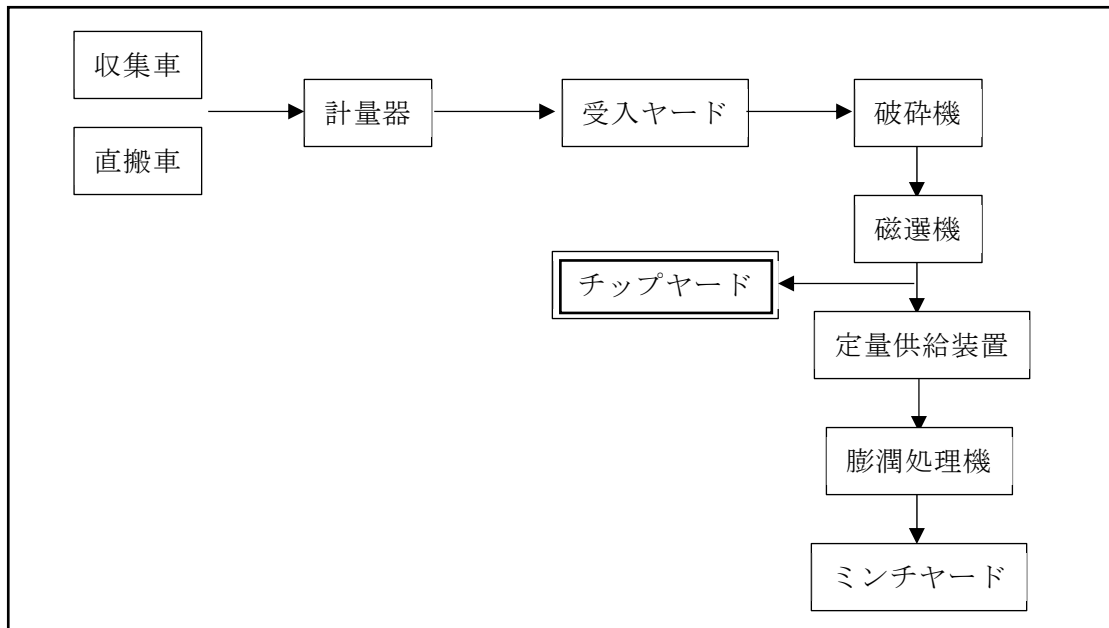 収集車
直搬車
計量器
受入ヤード
破砕機
磁選機
チップヤード
定量供給装置
膨潤処理機
ミンチヤード